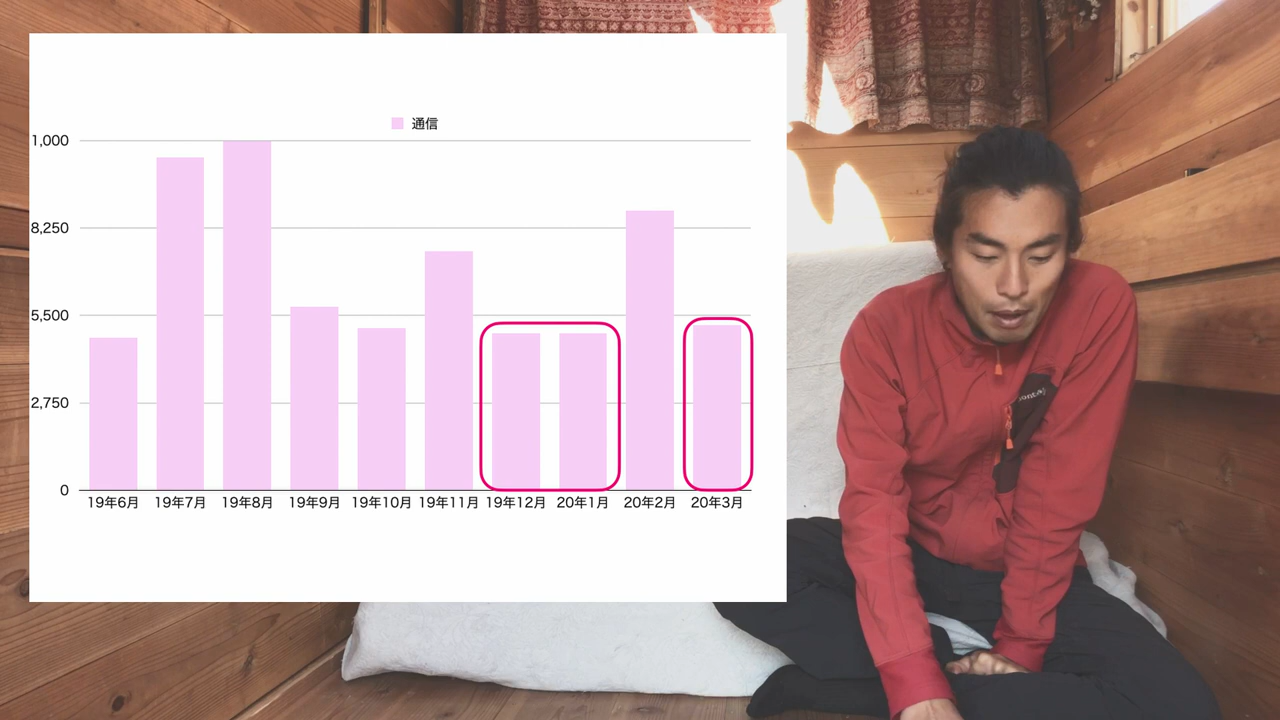 通信
1,000
8,250
5,500
2,750
0
19年6月 19年7月 19年8月 19年9月 19年10月 19年11月 19年12月 20年1月 20年2月 20年3月